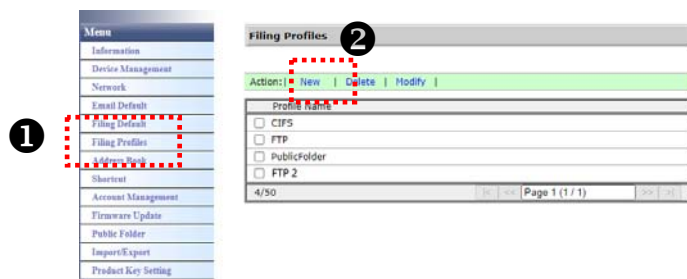 Menu
Information
Device Management
Network
Email Default
Filing Default
Filing Profiles
Address Book
Shortcut
Account Management
Firmware Update
Public Folder
Import/Export
Product Key Setting
1
2
Filing Profiles
Action: | New | Delete | Modify |
Profile Name
CIFS
FTP
PublicFolder
FTP 2
4/50 |< << Page 1 (1 / 1) >> >|